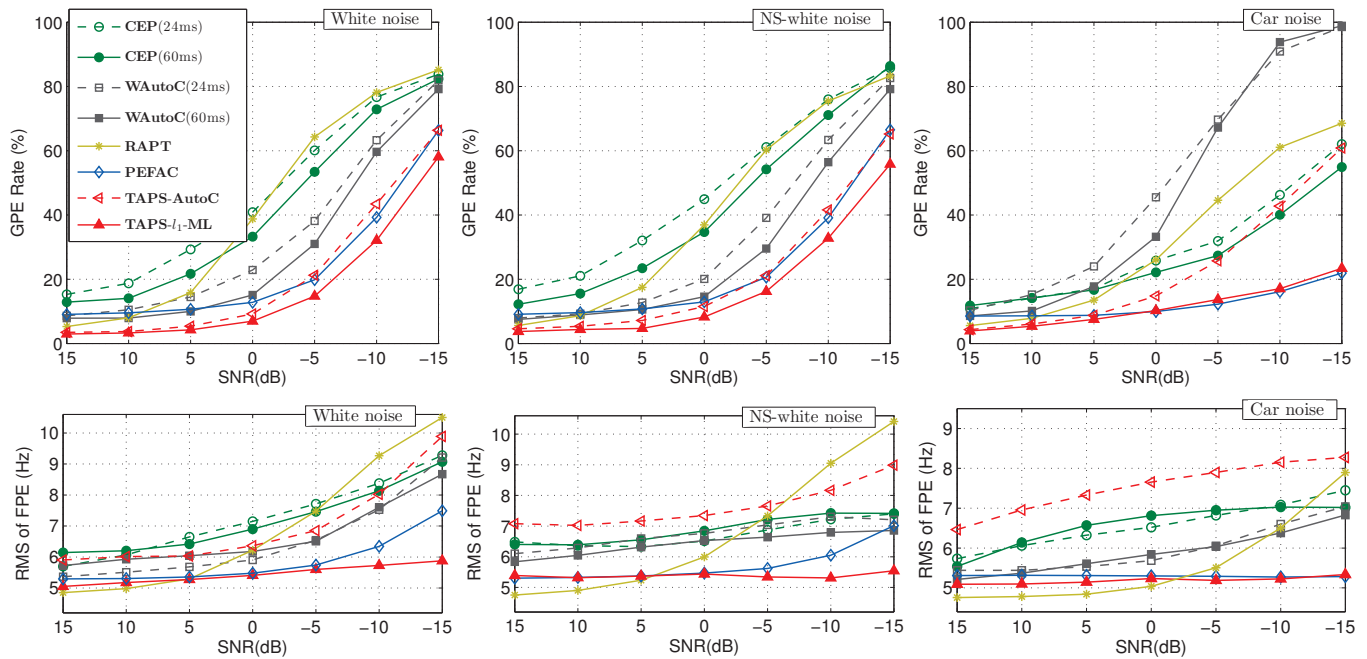 White noise
100
80
60
40
20
0
GPE Rate (%)
CEP(24ms)
CEP(60ms)
WAutoC(24ms)
WAutoC(60ms)
RAPT
PEFAC
TAPS-AutoC
TAPS-l₁-ML
15 10 5 0 −5 −10 −15
SNR(dB)
NS-white noise
100
80
60
40
20
0
GPE Rate (%)
15 10 5 0 −5 −10 −15
SNR(dB)
Car noise
100
80
60
40
20
0
GPE Rate (%)
15 10 5 0 −5 −10 −15
SNR(dB)
White noise
10
9
8
7
6
5
RMS of FPE (Hz)
15 10 5 0 −5 −10 −15
SNR(dB)
NS-white noise
10
9
8
7
6
5
RMS of FPE (Hz)
15 10 5 0 −5 −10 −15
SNR(dB)
Car noise
9
8
7
6
5
RMS of FPE (Hz)
15 10 5 0 −5 −10 −15
SNR(dB)